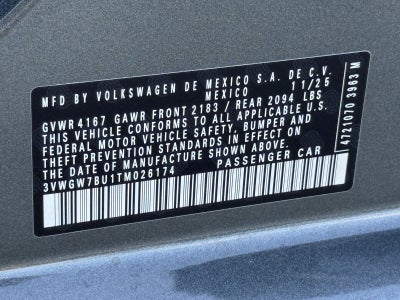 MFD BY VOLKSWAGEN DE MEXICO S.A. DE C.V.
MEXICO 11/25
GVWR 4167 GAWR FRONT 2183 / REAR 2094 LBS
THIS VEHICLE CONFORMS TO ALL APPLICABLE U.S.
FEDERAL MOTOR VEHICLE SAFETY, BUMPER AND
THEFT PREVENTION STANDARDS IN EFFECT ON
THE DATE OF MANUFACTURE SHOWN ABOVE.
3VWGW7BU1TM026174 PASSENGER CAR
4721070 3963 M